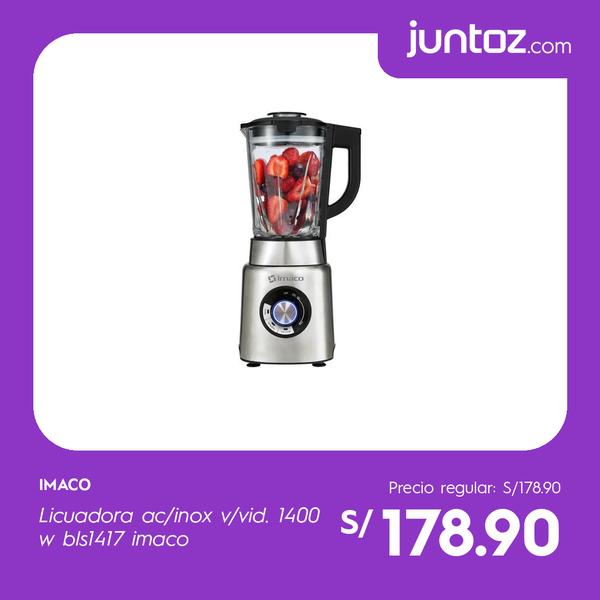 juntoz.com
imaco
IMACO
Licuadora ac/inox v/vid. 1400
w bls1417 imaco
Precio regular: S/178.90
S/178.90